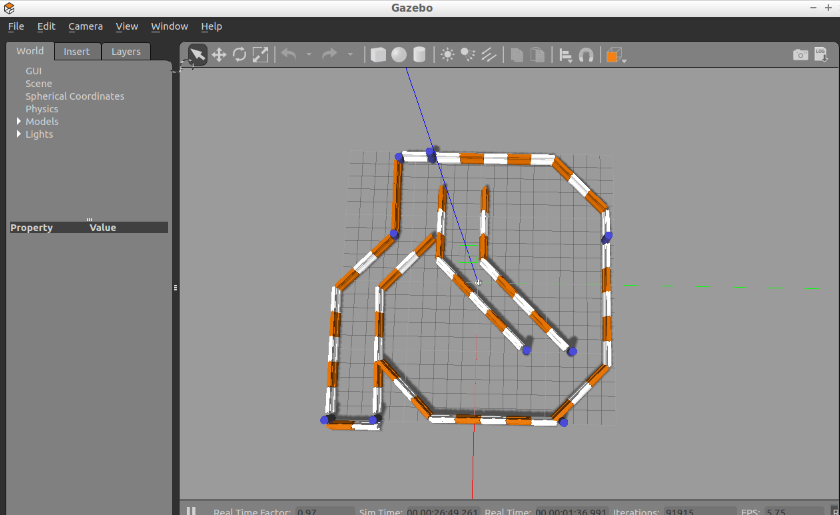 Gazebo
File Edit Camera View Window Help
World Insert Layers
GUI
Scene
Spherical Coordinates
Physics
Models
Lights
Property Value
LOG
Real Time Factor: 0.97 Sim Time: 00 00:26:49.261 Real Time: 00 00:01:36.991 Iterations: 91915 FPS: 5.75 R